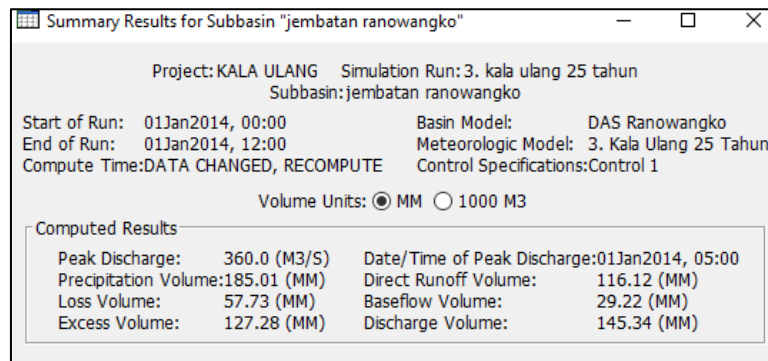 Summary Results for Subbasin "jembatan ranowangko"
Project: KALA ULANG Simulation Run: 3. kala ulang 25 tahun
Subbasin: jembatan ranowangko
Start of Run: 01Jan2014, 00:00 Basin Model: DAS Ranowangko
End of Run: 01Jan2014, 12:00 Meteorologic Model: 3. Kala Ulang 25 Tahun
Compute Time:DATA CHANGED, RECOMPUTE Control Specifications:Control 1
Volume Units: MM 1000 M3
Computed Results
Peak Discharge: 360.0 (M3/S) Date/Time of Peak Discharge:01Jan2014, 05:00
Precipitation Volume:185.01 (MM) Direct Runoff Volume: 116.12 (MM)
Loss Volume: 57.73 (MM) Baseflow Volume: 29.22 (MM)
Excess Volume: 127.28 (MM) Discharge Volume: 145.34 (MM)